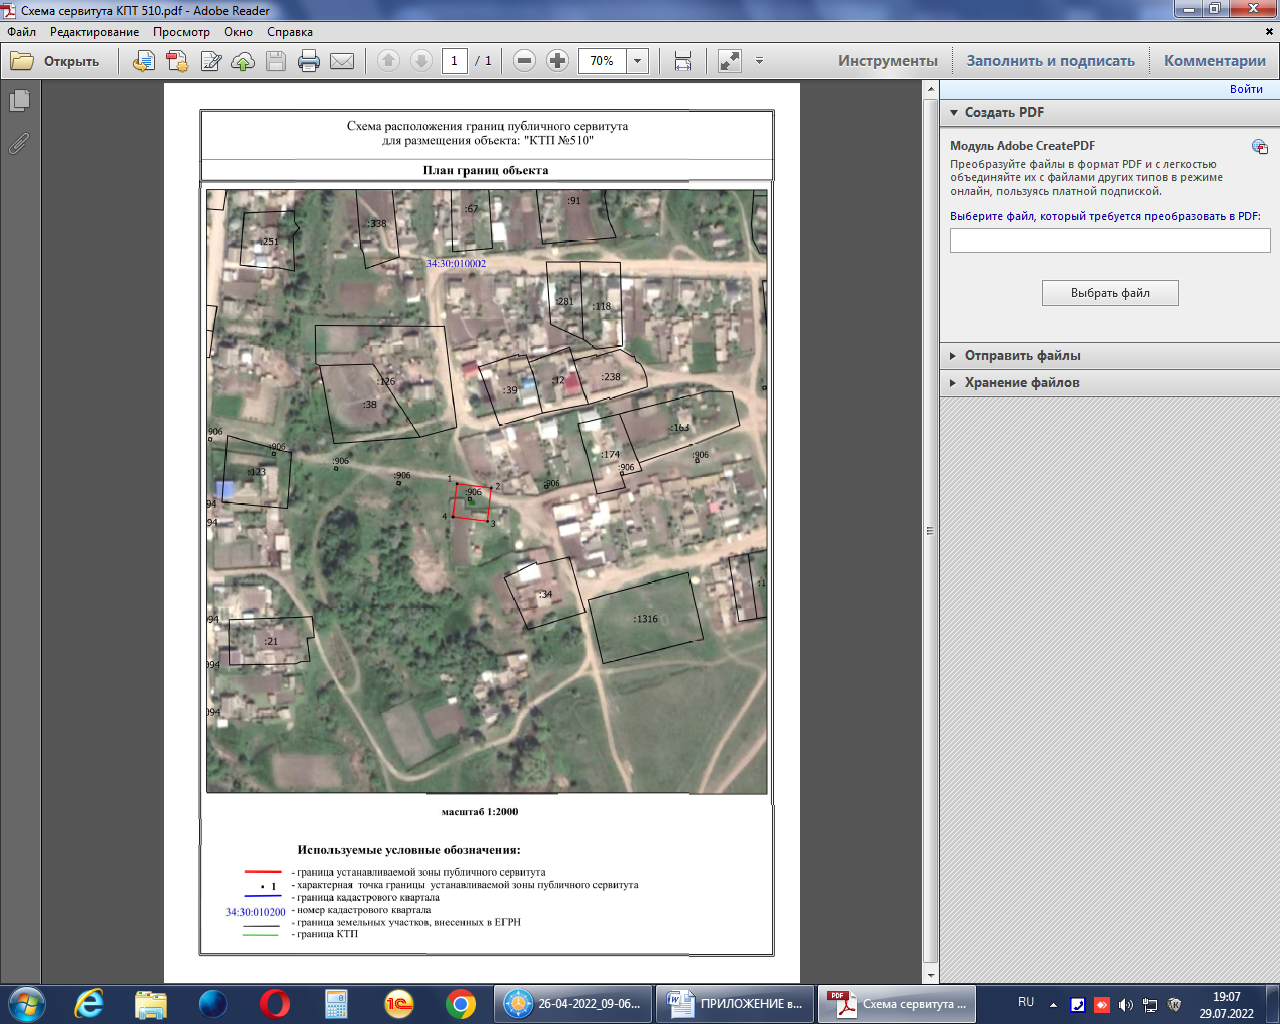 Схема сервитута КПТ 510.pdf - Adobe Reader
Файл Редактирование Просмотр Окно Справка
Открыть 1 / 1 70% Инструменты Заполнить и подписать Комментарии
Войти
Создать PDF
Модуль Adobe CreatePDF
Преобразуйте файлы в формат PDF и с легкостью
объединяйте их с файлами других типов в режиме
онлайн, пользуясь платной подпиской.
Выберите файл, который требуется преобразовать в PDF:
Выбрать файл
Отправить файлы
Хранение файлов
Схема расположения границ публичного сервитута
для размещения объекта: "КТП №510"
План границ объекта
:251
:338
:67
:91
34:30:010002
:281
:118
:126
:38
:39
:12
:238
:163
:174
906
:906
:906
:906
:906
:906
:906
:906
:123
1
2
3
4
94
94
:34
:1316
:1
094
:21
094
094
масштаб 1:2000
Используемые условные обозначения:
- граница устанавливаемой зоны публичного сервитута
• 1 - характерная точка границы устанавливаемой зоны публичного сервитута
- граница кадастрового квартала
34:30:010200 - номер кадастрового квартала
- граница земельных участков, внесенных в ЕГРН
- граница КТП
26-04-2022_09-06...
ПРИЛОЖЕНИЕ в...
Схема сервитута ...
RU
19:07
29.07.2022